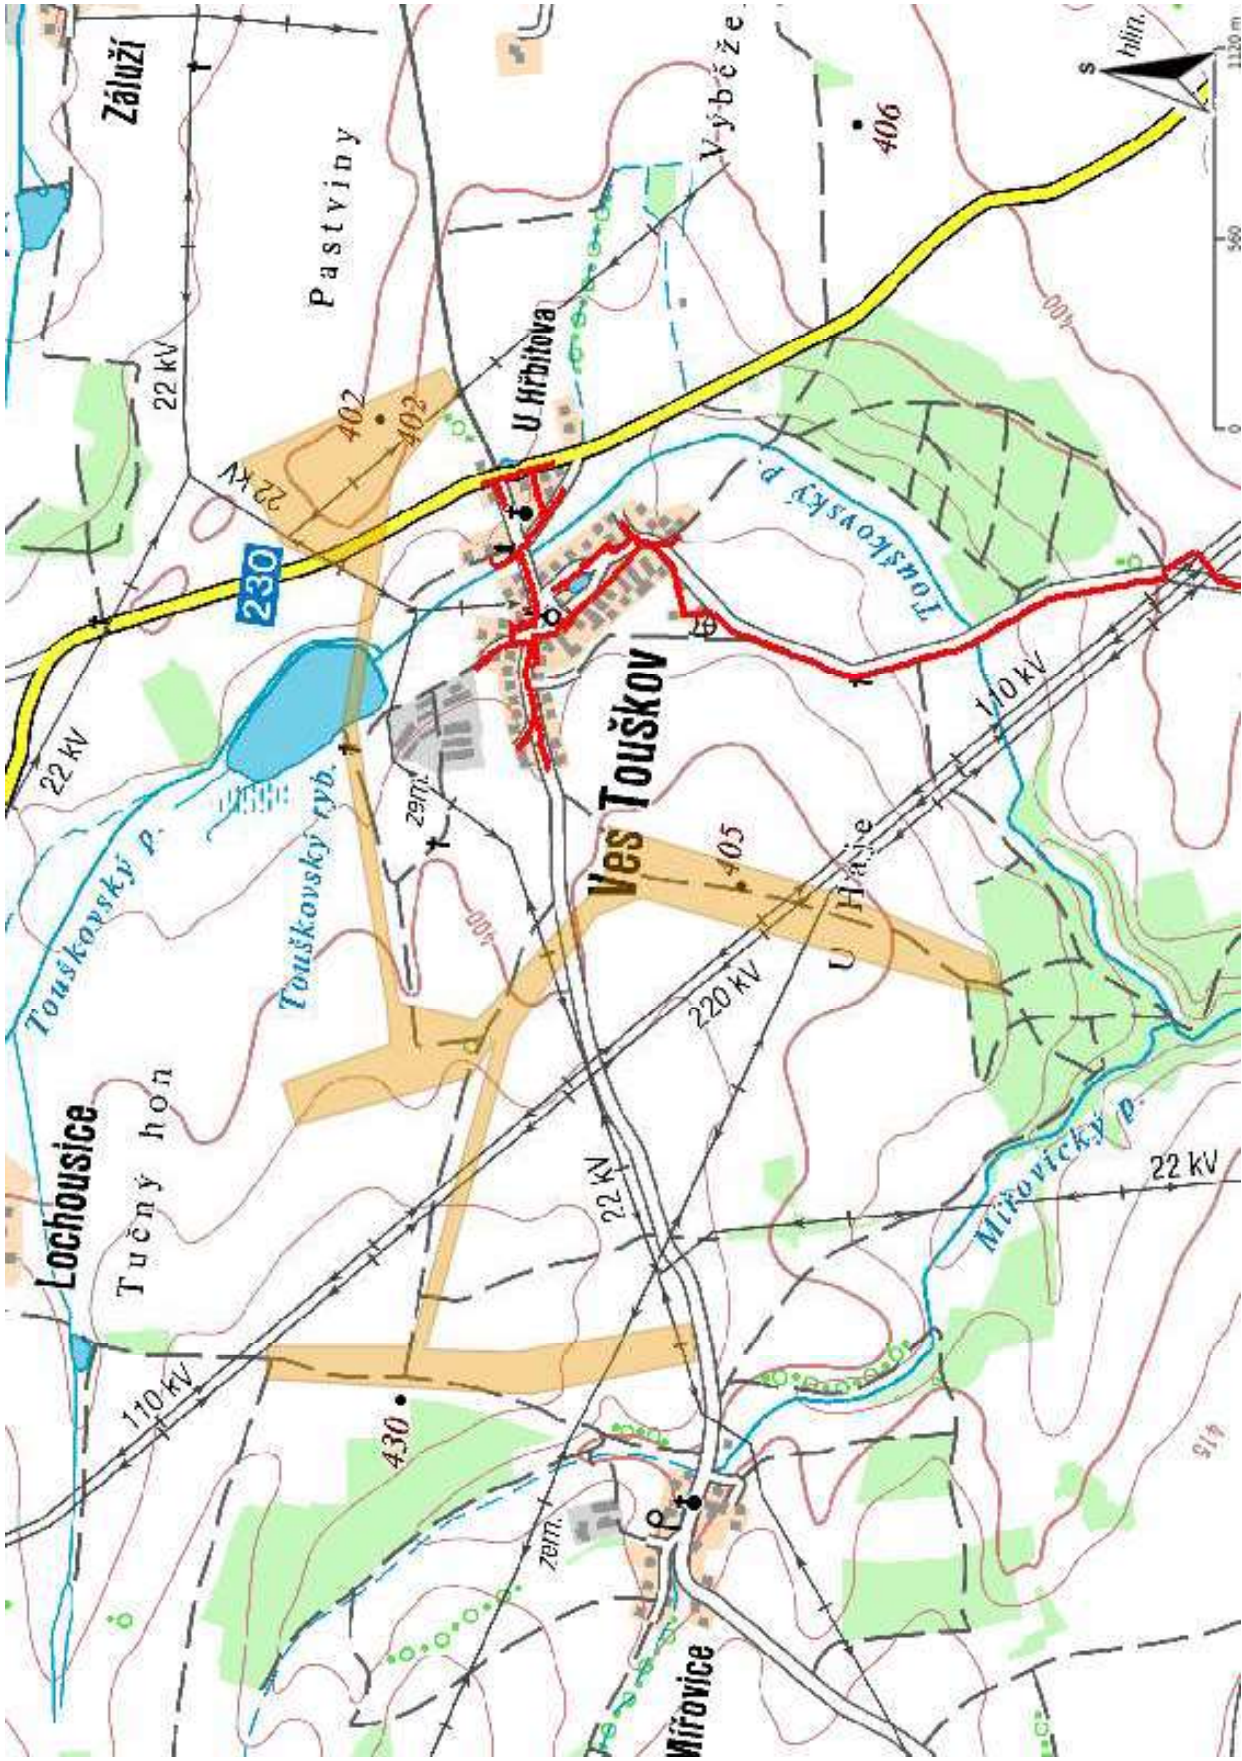 Záluží
hlin.
S
1120 m
560
0
Pastviny
Výběže
406
22 kV
U Hřbitova
402
402
400
22 kV
230
Touškovský p.
22 kV
110 kV
Touškovský ryb.
zem.
Ves Touškov
405
U Háje
Touškovský p.
400
220 kV
Lochousice
Tučný hon
22 kV
Mířovický p.
22 kV
110 kV
430
415
zem.
Mířovice